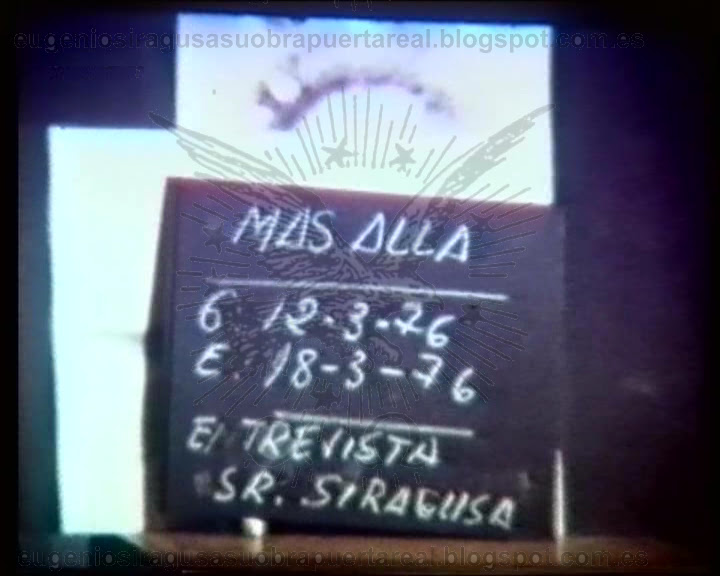 eugeniosiragusasuobrapuertareal.blogspot.com.es
MAS ALLA
G. 12-3-76
E. 18-3-76
ENTREVISTA
SR. SIRAGUSA
eugeniosiragusasuobrapuertareal.blogspot.com.es